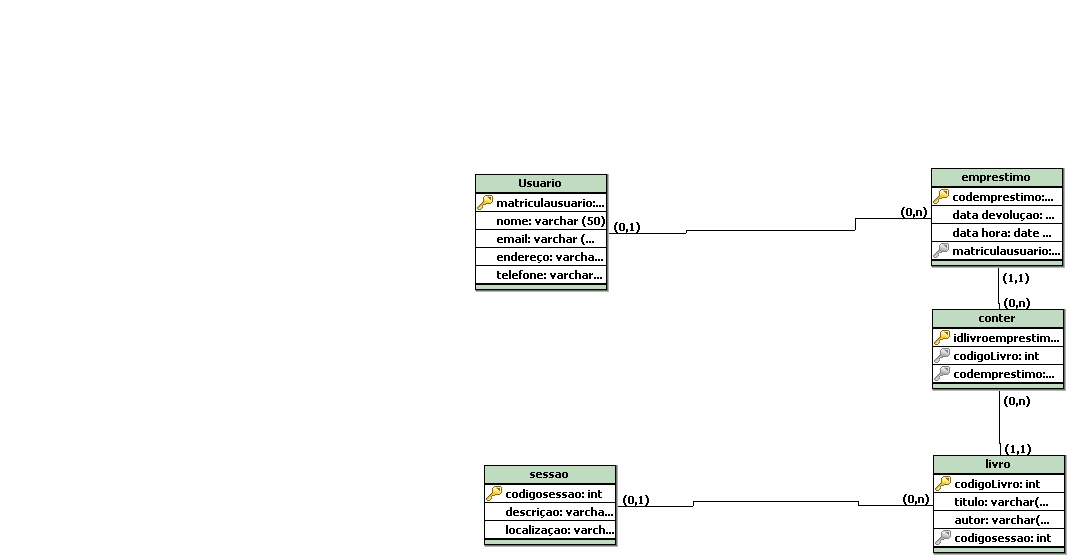 Usuario
matriculausuario:...
nome: varchar (50)
email: varchar (...
endereço: varcha...
telefone: varchar...
(0,1)
(0,n)
emprestimo
codemprestimo:...
data devoluçao: ...
data hora: date ...
matriculausuario:...
(1,1)
(0,n)
conter
idlivroemprestim...
codigoLivro: int
codemprestimo:...
(0,n)
(1,1)
livro
codigoLivro: int
titulo: varchar(...
autor: varchar(...
codigosessao: int
sessao
codigosessao: int
descriçao: varcha...
localizaçao: varch...
(0,1)
(0,n)